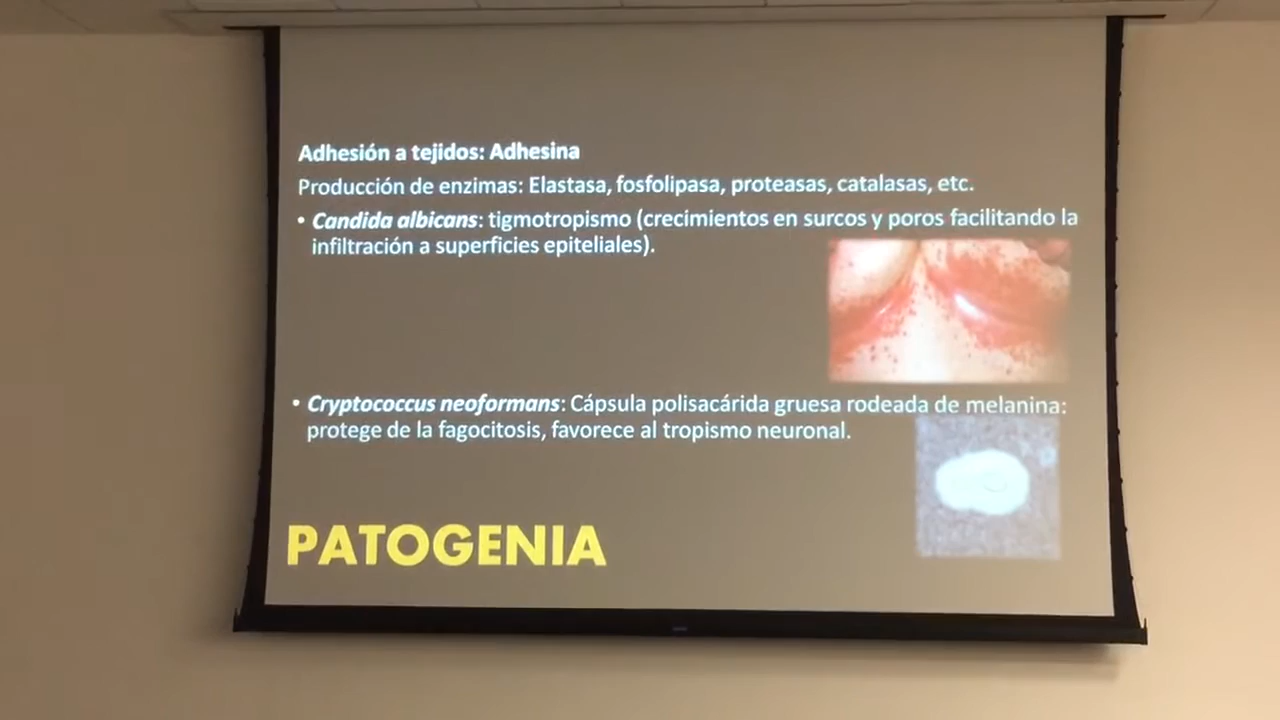 Adhesión a tejidos: Adhesina
Producción de enzimas: Elastasa, fosfolipasa, proteasas, catalasas, etc.
• Candida albicans: tigmotropismo (crecimientos en surcos y poros facilitando la
infiltración a superficies epiteliales).
• Cryptococcus neoformans: Cápsula polisacárida gruesa rodeada de melanina:
protege de la fagocitosis, favorece al tropismo neuronal.
PATOGENIA